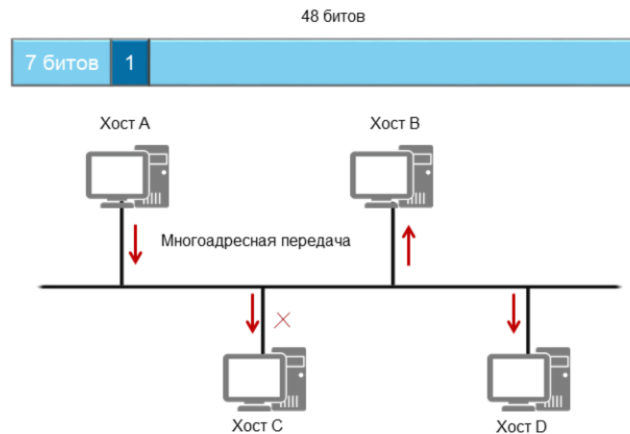 48 битов
7 битов 1
Хост A Хост B
Многоадресная передача
Хост C Хост D